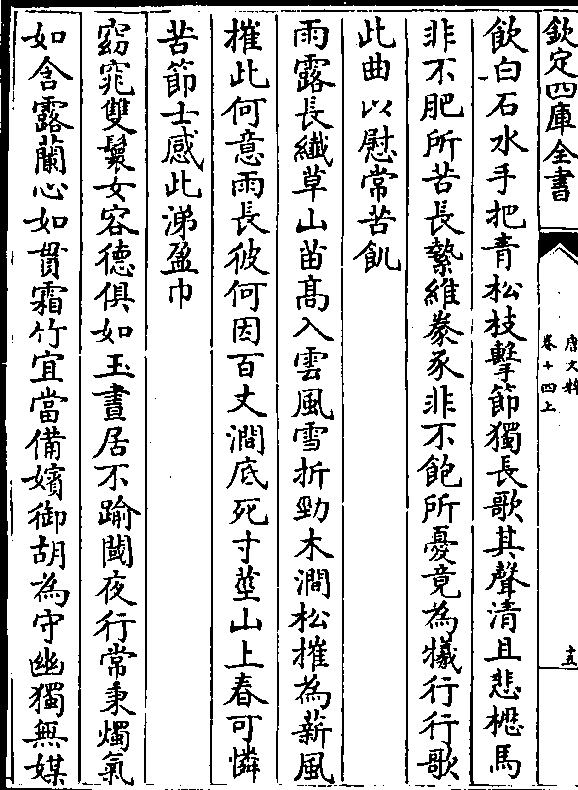 欽定四庫全書
唐文粹
卷十四上
十五
飲白石水手把青松枝擊節獨長歌其聲清且悲櫪馬
非不肥所苦長縶維豢豕非不飽所憂竟為犧行行歌
此曲以慰常苦飢
雨露長纖草山苗高入雲風雪折勁木澗松摧為薪風
摧此何意雨長彼何因百丈澗底死寸莖山上春可憐
苦節士感此涕盈巾
窈窕雙鬟女容德俱如玉晝居不踰閾夜行常秉燭氣
如含露蘭心如貫霜竹宜當備嬪御胡為守幽獨無媒